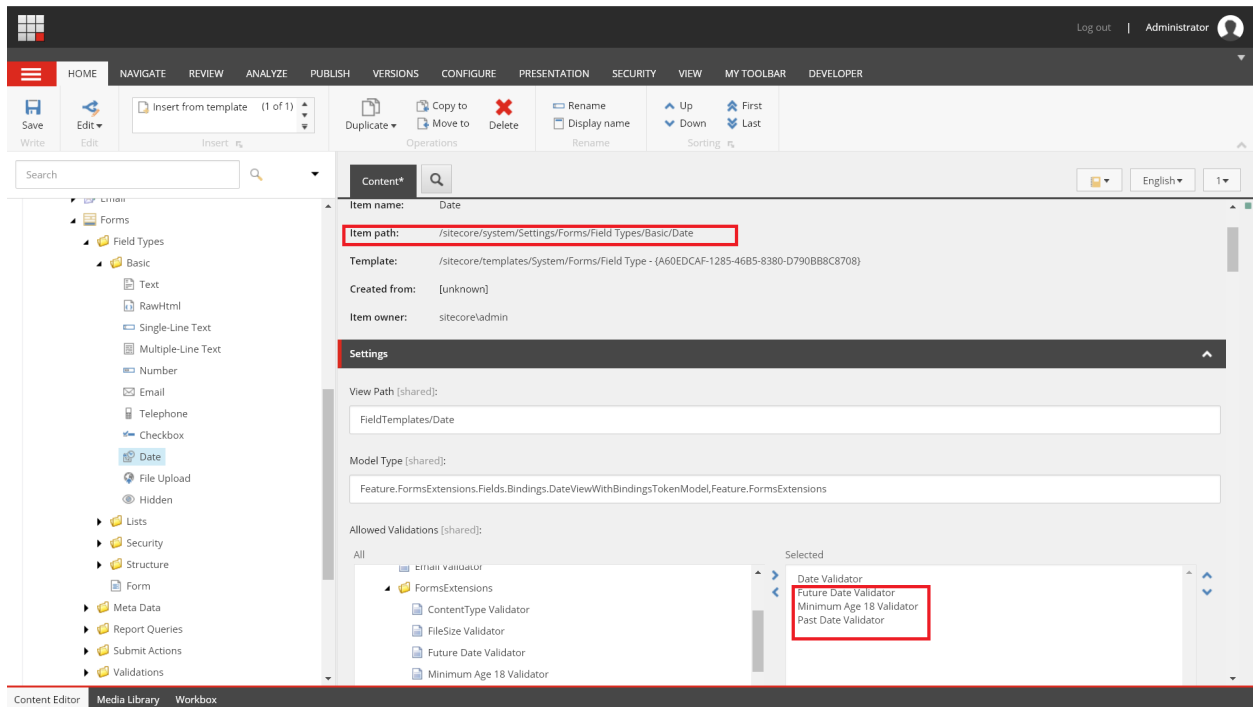 Log out | Administrator
HOME NAVIGATE REVIEW ANALYZE PUBLISH VERSIONS CONFIGURE PRESENTATION SECURITY VIEW MY TOOLBAR DEVELOPER
Save
Write
Edit
Edit
Insert from template (1 of 1)
Insert
Duplicate
Copy to
Move to
Delete
Operations
Rename
Display name
Rename
Up
Down
First
Last
Sorting
Search
Email
Forms
Field Types
Basic
Text
RawHtml
Single-Line Text
Multiple-Line Text
Number
Email
Telephone
Checkbox
Date
File Upload
Hidden
Lists
Security
Structure
Form
Meta Data
Report Queries
Submit Actions
Validations
Content*
English
1
Item name: Date
Item path: /sitecore/system/Settings/Forms/Field Types/Basic/Date
Template: /sitecore/templates/System/Forms/Field Type - {A60EDCAF-1285-46B5-8380-D790BB8C8708}
Created from: [unknown]
Item owner: sitecore\admin
Settings
View Path [shared]:
FieldTemplates/Date
Model Type [shared]:
Feature.FormsExtensions.Fields.Bindings.DateViewWithBindingsTokenModel,Feature.FormsExtensions
Allowed Validations [shared]:
All
Email Validator
FormsExtensions
ContentType Validator
FileSize Validator
Future Date Validator
Minimum Age 18 Validator
Selected
Date Validator
Future Date Validator
Minimum Age 18 Validator
Past Date Validator
Content Editor Media Library Workbox